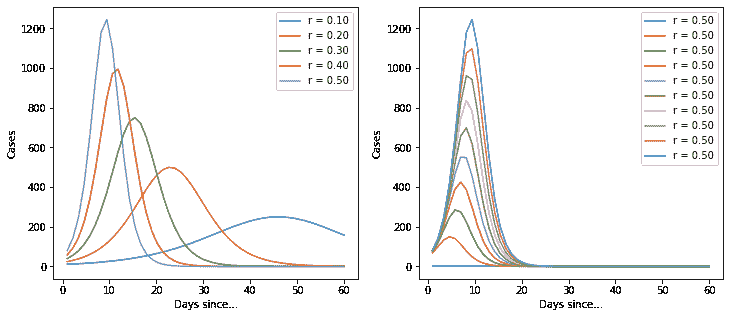 1200
1000
800
600
400
200
0
Cases
0 10 20 30 40 50 60
Days since...
r = 0.10
r = 0.20
r = 0.30
r = 0.40
r = 0.50
1200
1000
800
600
400
200
0
Cases
0 10 20 30 40 50 60
Days since...
r = 0.50
r = 0.50
r = 0.50
r = 0.50
r = 0.50
r = 0.50
r = 0.50
r = 0.50
r = 0.50
r = 0.50